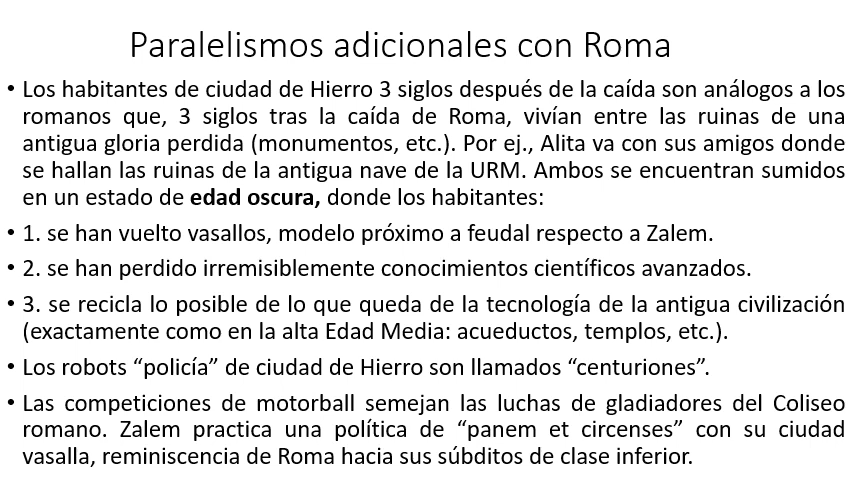 Paralelismos adicionales con Roma
• Los habitantes de ciudad de Hierro 3 siglos después de la caída son análogos a los
romanos que, 3 siglos tras la caída de Roma, vivían entre las ruinas de una
antigua gloria perdida (monumentos, etc.). Por ej., Alita va con sus amigos donde
se hallan las ruinas de la antigua nave de la URM. Ambos se encuentran sumidos
en un estado de edad oscura, donde los habitantes:
• 1. se han vuelto vasallos, modelo próximo a feudal respecto a Zalem.
• 2. se han perdido irremisiblemente conocimientos científicos avanzados.
• 3. se recicla lo posible de lo que queda de la tecnología de la antigua civilización
(exactamente como en la alta Edad Media: acueductos, templos, etc.).
• Los robots “policía” de ciudad de Hierro son llamados “centuriones”.
• Las competiciones de motorball semejan las luchas de gladiadores del Coliseo
romano. Zalem practica una política de “panem et circenses” con su ciudad
vasalla, reminiscencia de Roma hacia sus súbditos de clase inferior.